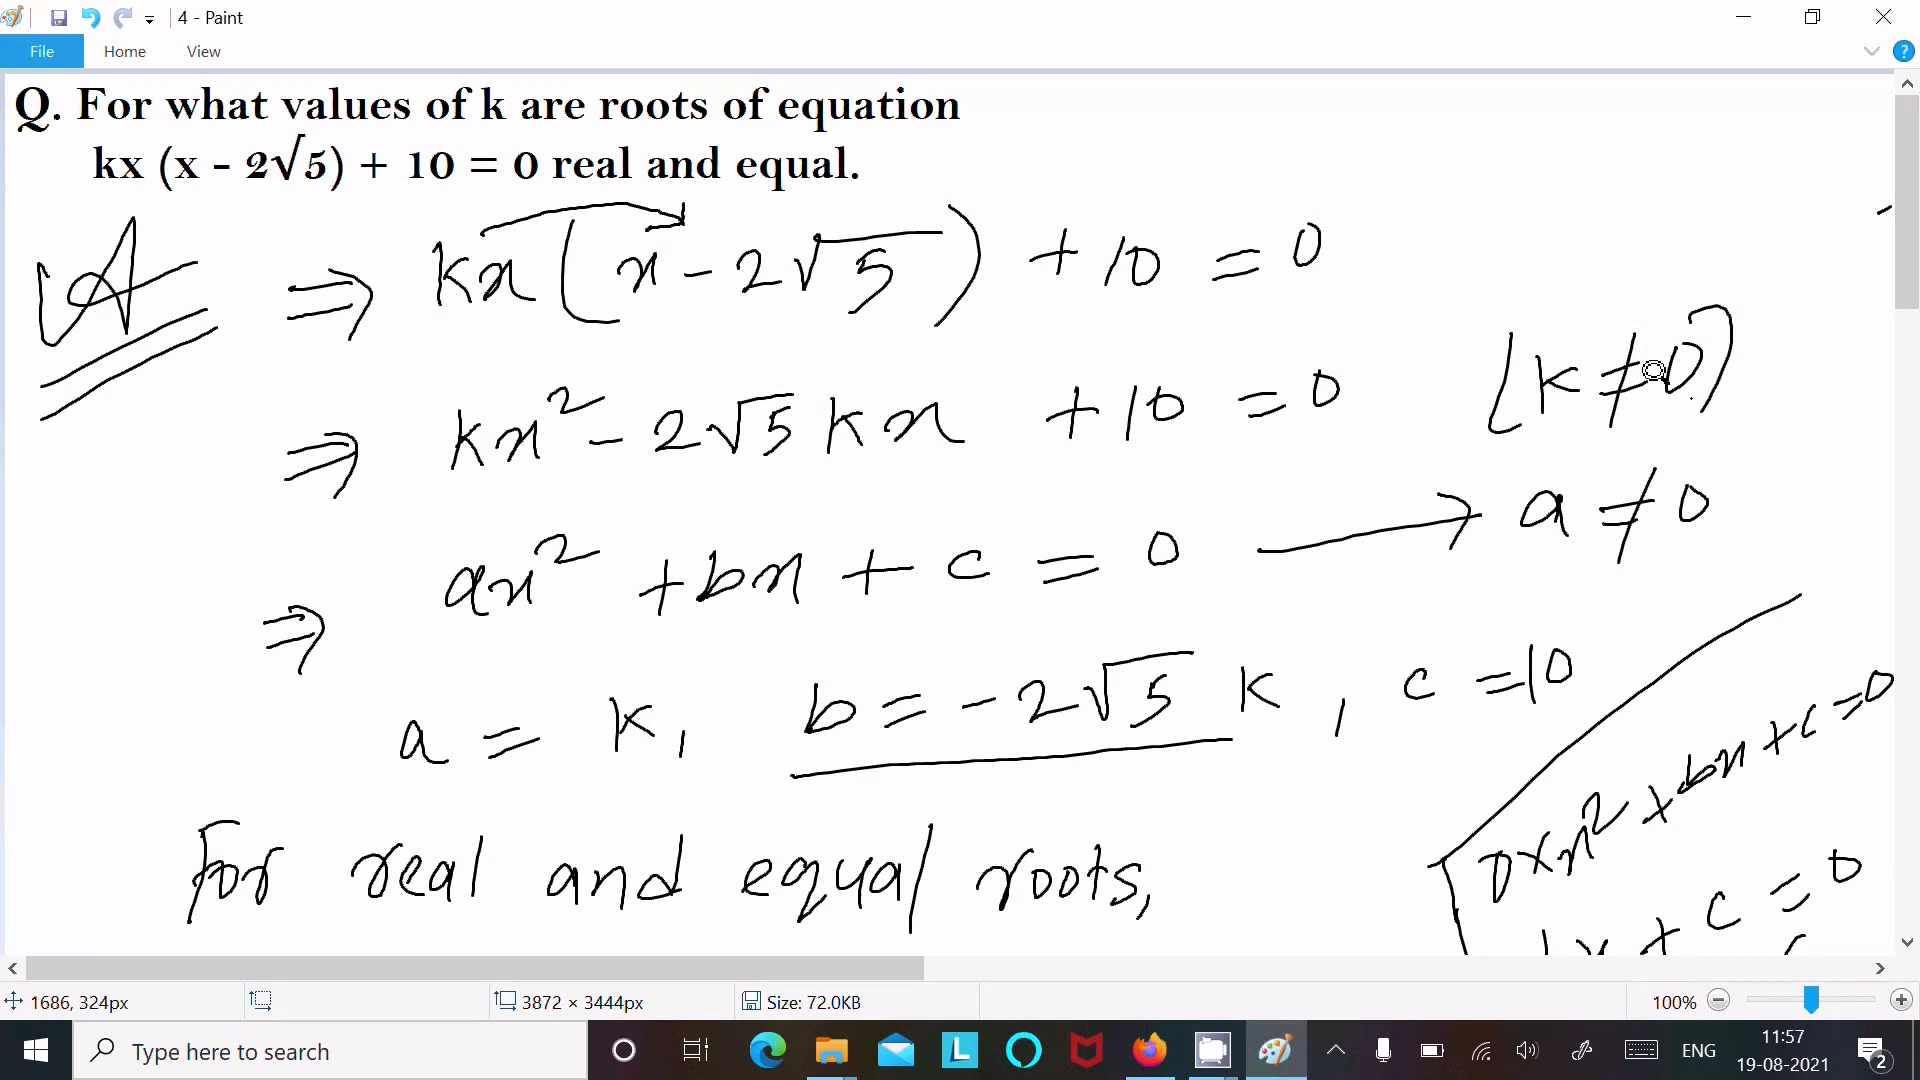 4 - Paint
File Home View
Q. For what values of k are roots of equation
kx (x - 2√5) + 10 = 0 real and equal.
A ⇒ kx(x - 2√5) + 10 = 0
⇒ kx² - 2√5 kx + 10 = 0 [k ≠ 0]
⇒ ax² + bx + c = 0 ⟶ a ≠ 0
a = k, b = -2√5 k, c = 10
0×x² + bx + c = 0
For real and equal roots,
bx + c = 0
1686, 324px 3872 × 3444px Size: 72.0KB 100%
Type here to search ENG 11:57
19-08-2021 2